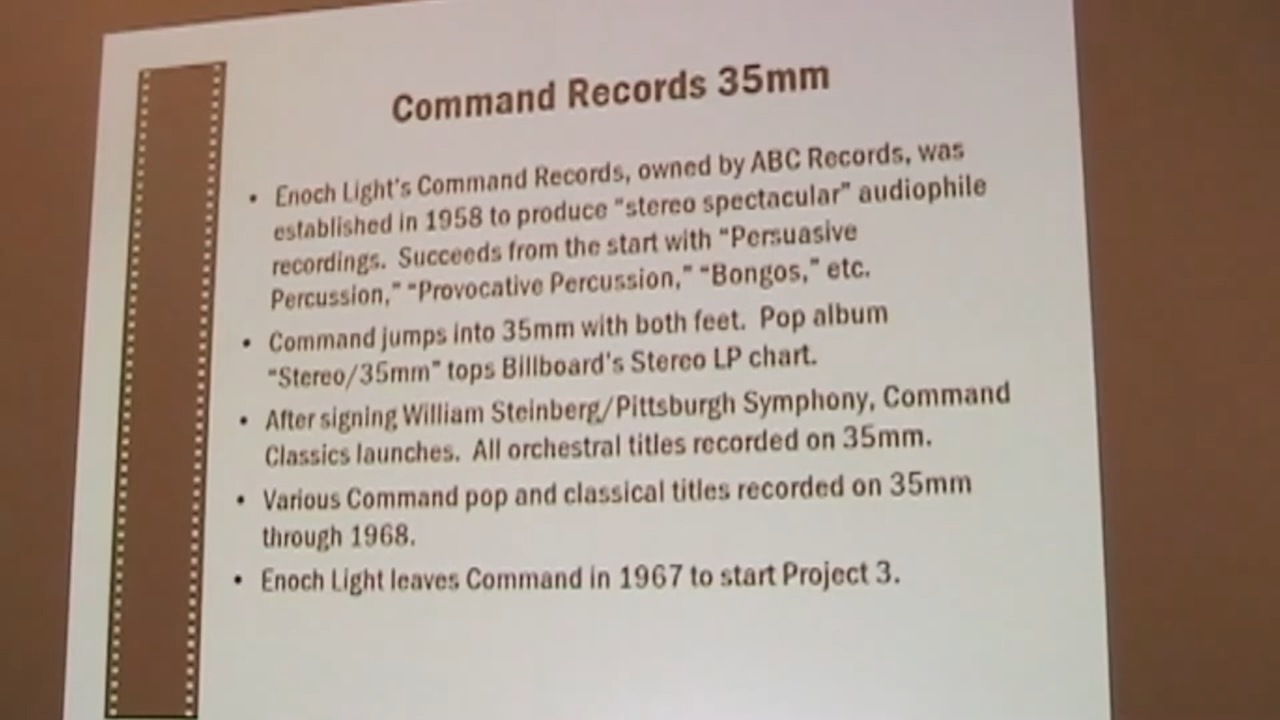 Command Records 35mm
• Enoch Light's Command Records, owned by ABC Records, was
established in 1958 to produce "stereo spectacular" audiophile
recordings. Succeeds from the start with "Persuasive
Percussion," "Provocative Percussion," "Bongos," etc.
• Command jumps into 35mm with both feet. Pop album
"Stereo/35mm" tops Billboard's Stereo LP chart.
• After signing William Steinberg/Pittsburgh Symphony, Command
Classics launches. All orchestral titles recorded on 35mm.
• Various Command pop and classical titles recorded on 35mm
through 1968.
• Enoch Light leaves Command in 1967 to start Project 3.